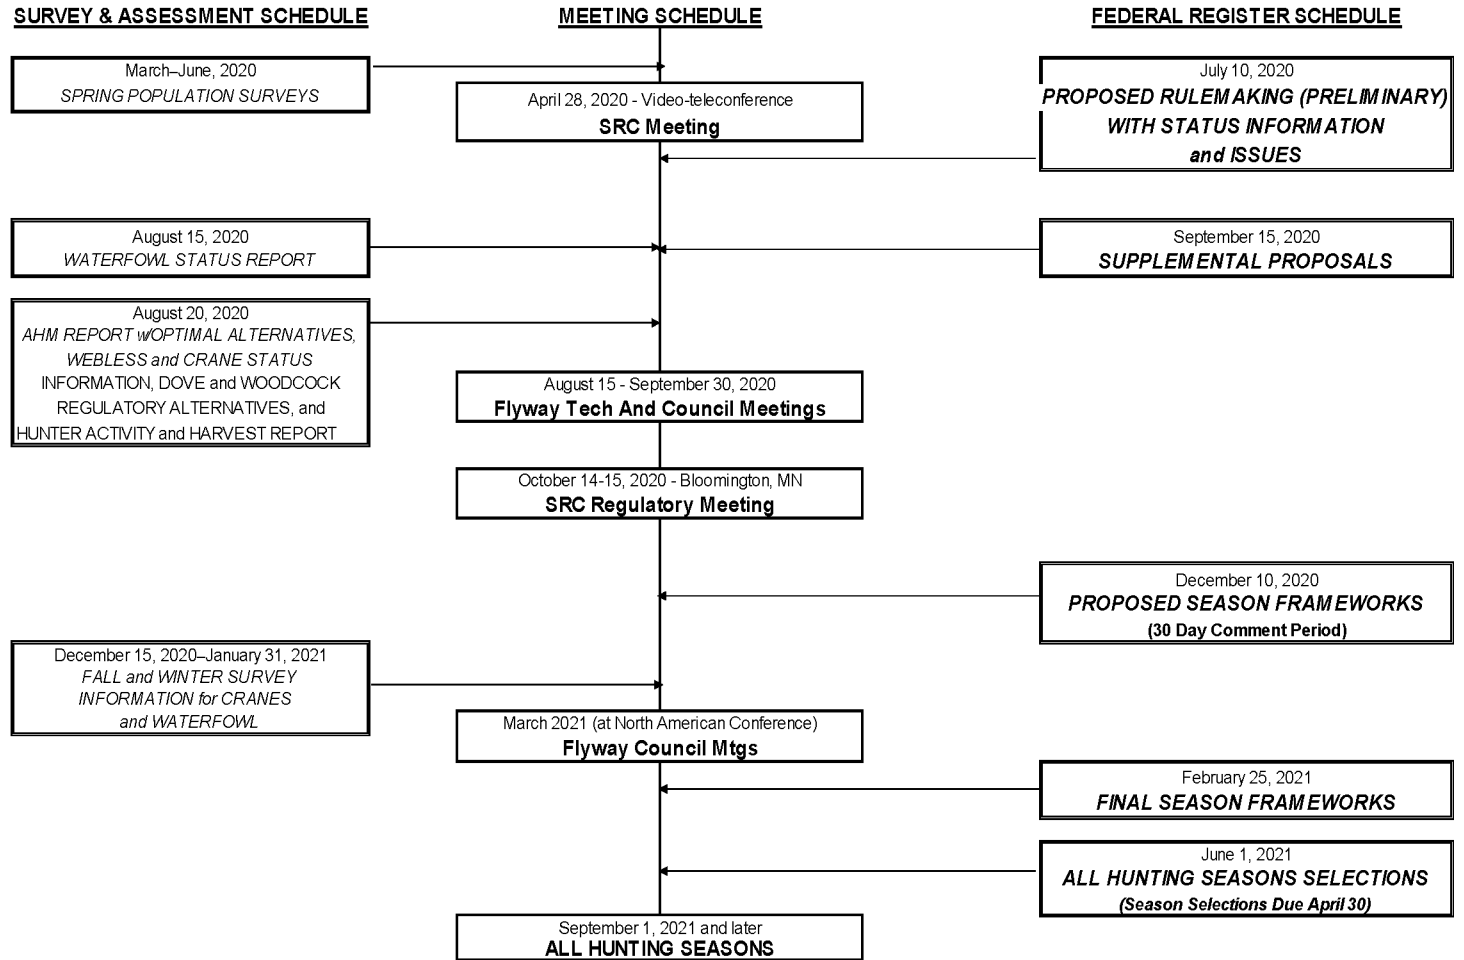 SURVEY & ASSESSMENT SCHEDULE
MEETING SCHEDULE
FEDERAL REGISTER SCHEDULE
March–June, 2020
SPRING POPULATION SURVEYS
April 28, 2020 - Video-teleconference
SRC Meeting
July 10, 2020
PROPOSED RULEMAKING (PRELIMINARY)
WITH STATUS INFORMATION
and ISSUES
August 15, 2020
WATERFOWL STATUS REPORT
September 15, 2020
SUPPLEMENTAL PROPOSALS
August 20, 2020
AHM REPORT w/OPTIMAL ALTERNATIVES,
WEBLESS and CRANE STATUS
INFORMATION, DOVE and WOODCOCK
REGULATORY ALTERNATIVES, and
HUNTER ACTIVITY and HARVEST REPORT
August 15 - September 30, 2020
Flyway Tech And Council Meetings
October 14-15, 2020 - Bloomington, MN
SRC Regulatory Meeting
December 10, 2020
PROPOSED SEASON FRAMEWORKS
(30 Day Comment Period)
December 15, 2020–January 31, 2021
FALL and WINTER SURVEY
INFORMATION for CRANES
and WATERFOWL
March 2021 (at North American Conference)
Flyway Council Mtgs
February 25, 2021
FINAL SEASON FRAMEWORKS
June 1, 2021
ALL HUNTING SEASONS SELECTIONS
(Season Selections Due April 30)
September 1, 2021 and later
ALL HUNTING SEASONS